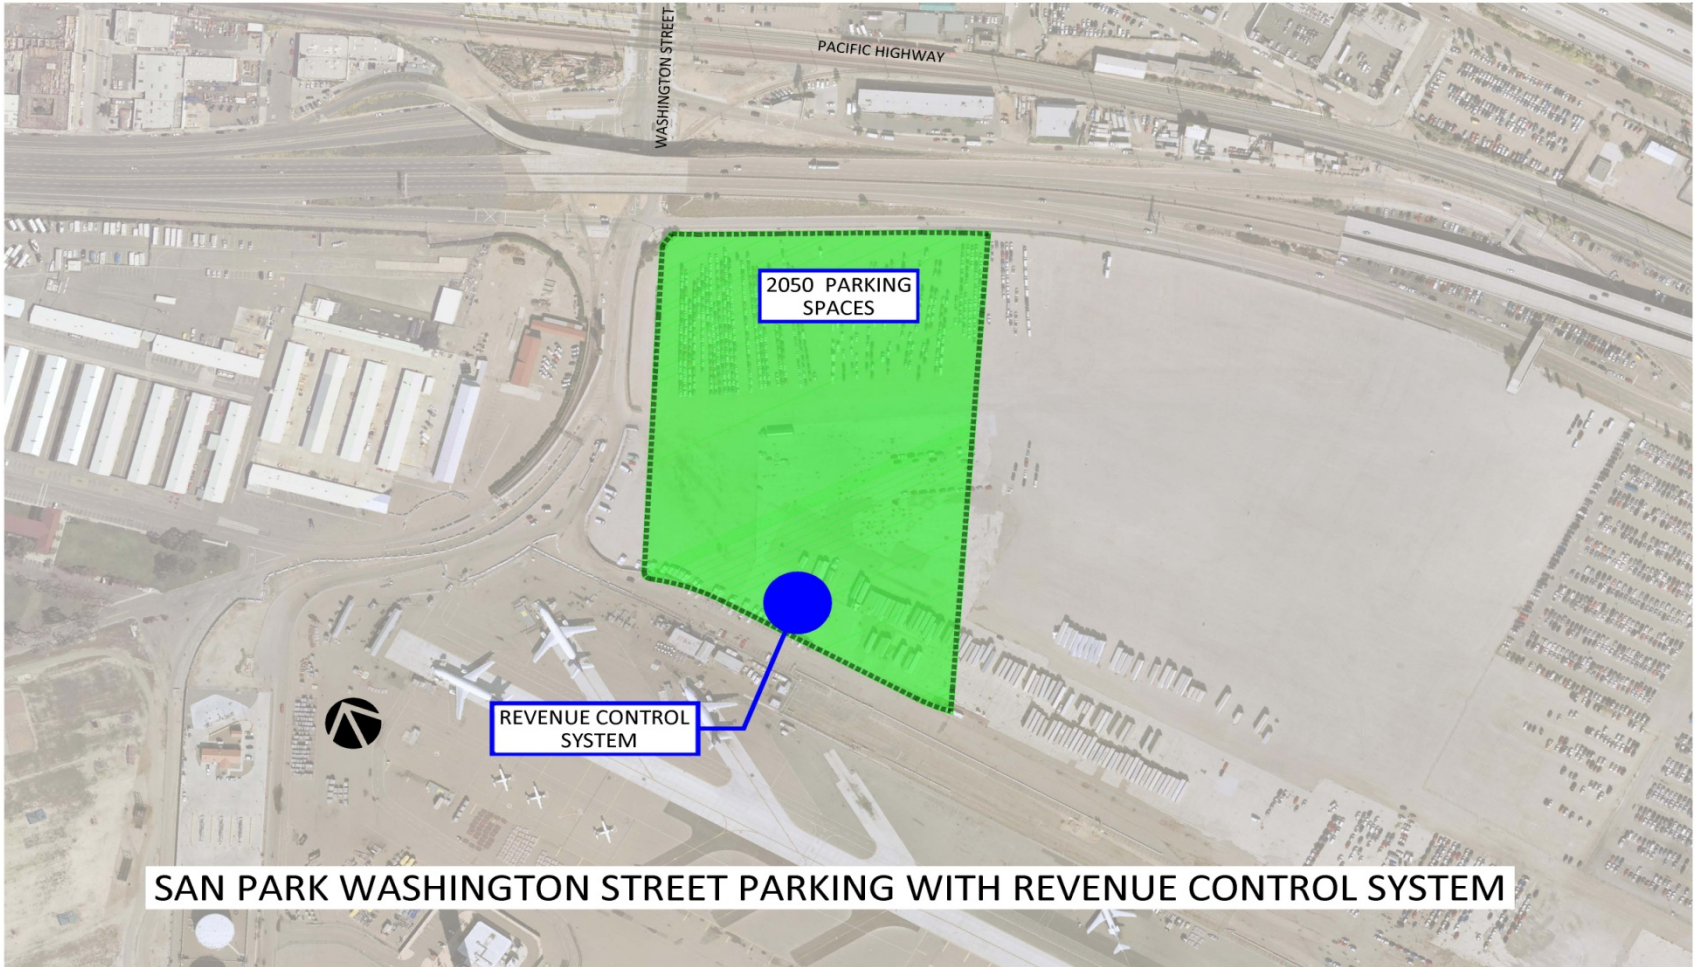 WASHINGTON STREET
PACIFIC HIGHWAY
2050 PARKING
SPACES
REVENUE CONTROL
SYSTEM
SAN PARK WASHINGTON STREET PARKING WITH REVENUE CONTROL SYSTEM